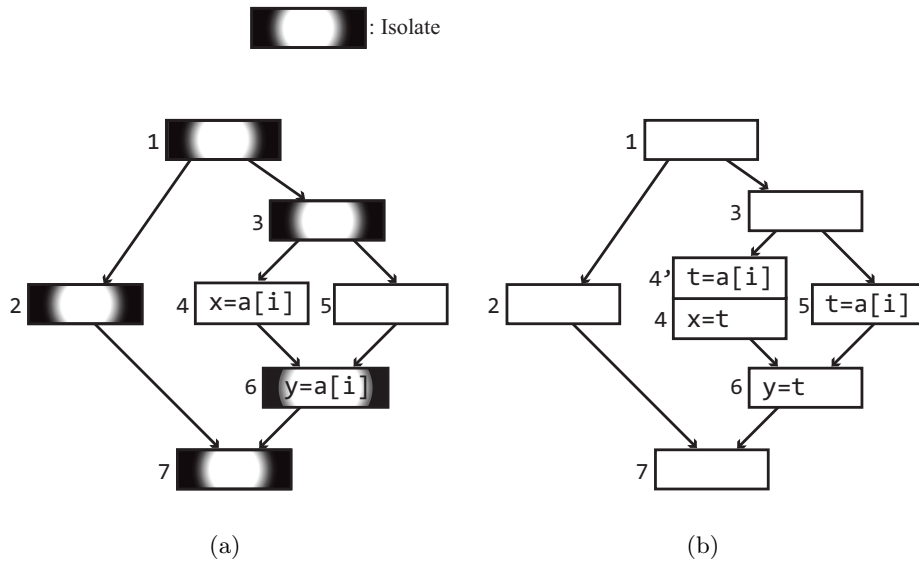 : Isolate
1
3
2
4 x=a[i]
5
6 y=a[i]
7
(a)
1
3
2
4’ t=a[i]
4 x=t
5 t=a[i]
6 y=t
7
(b)